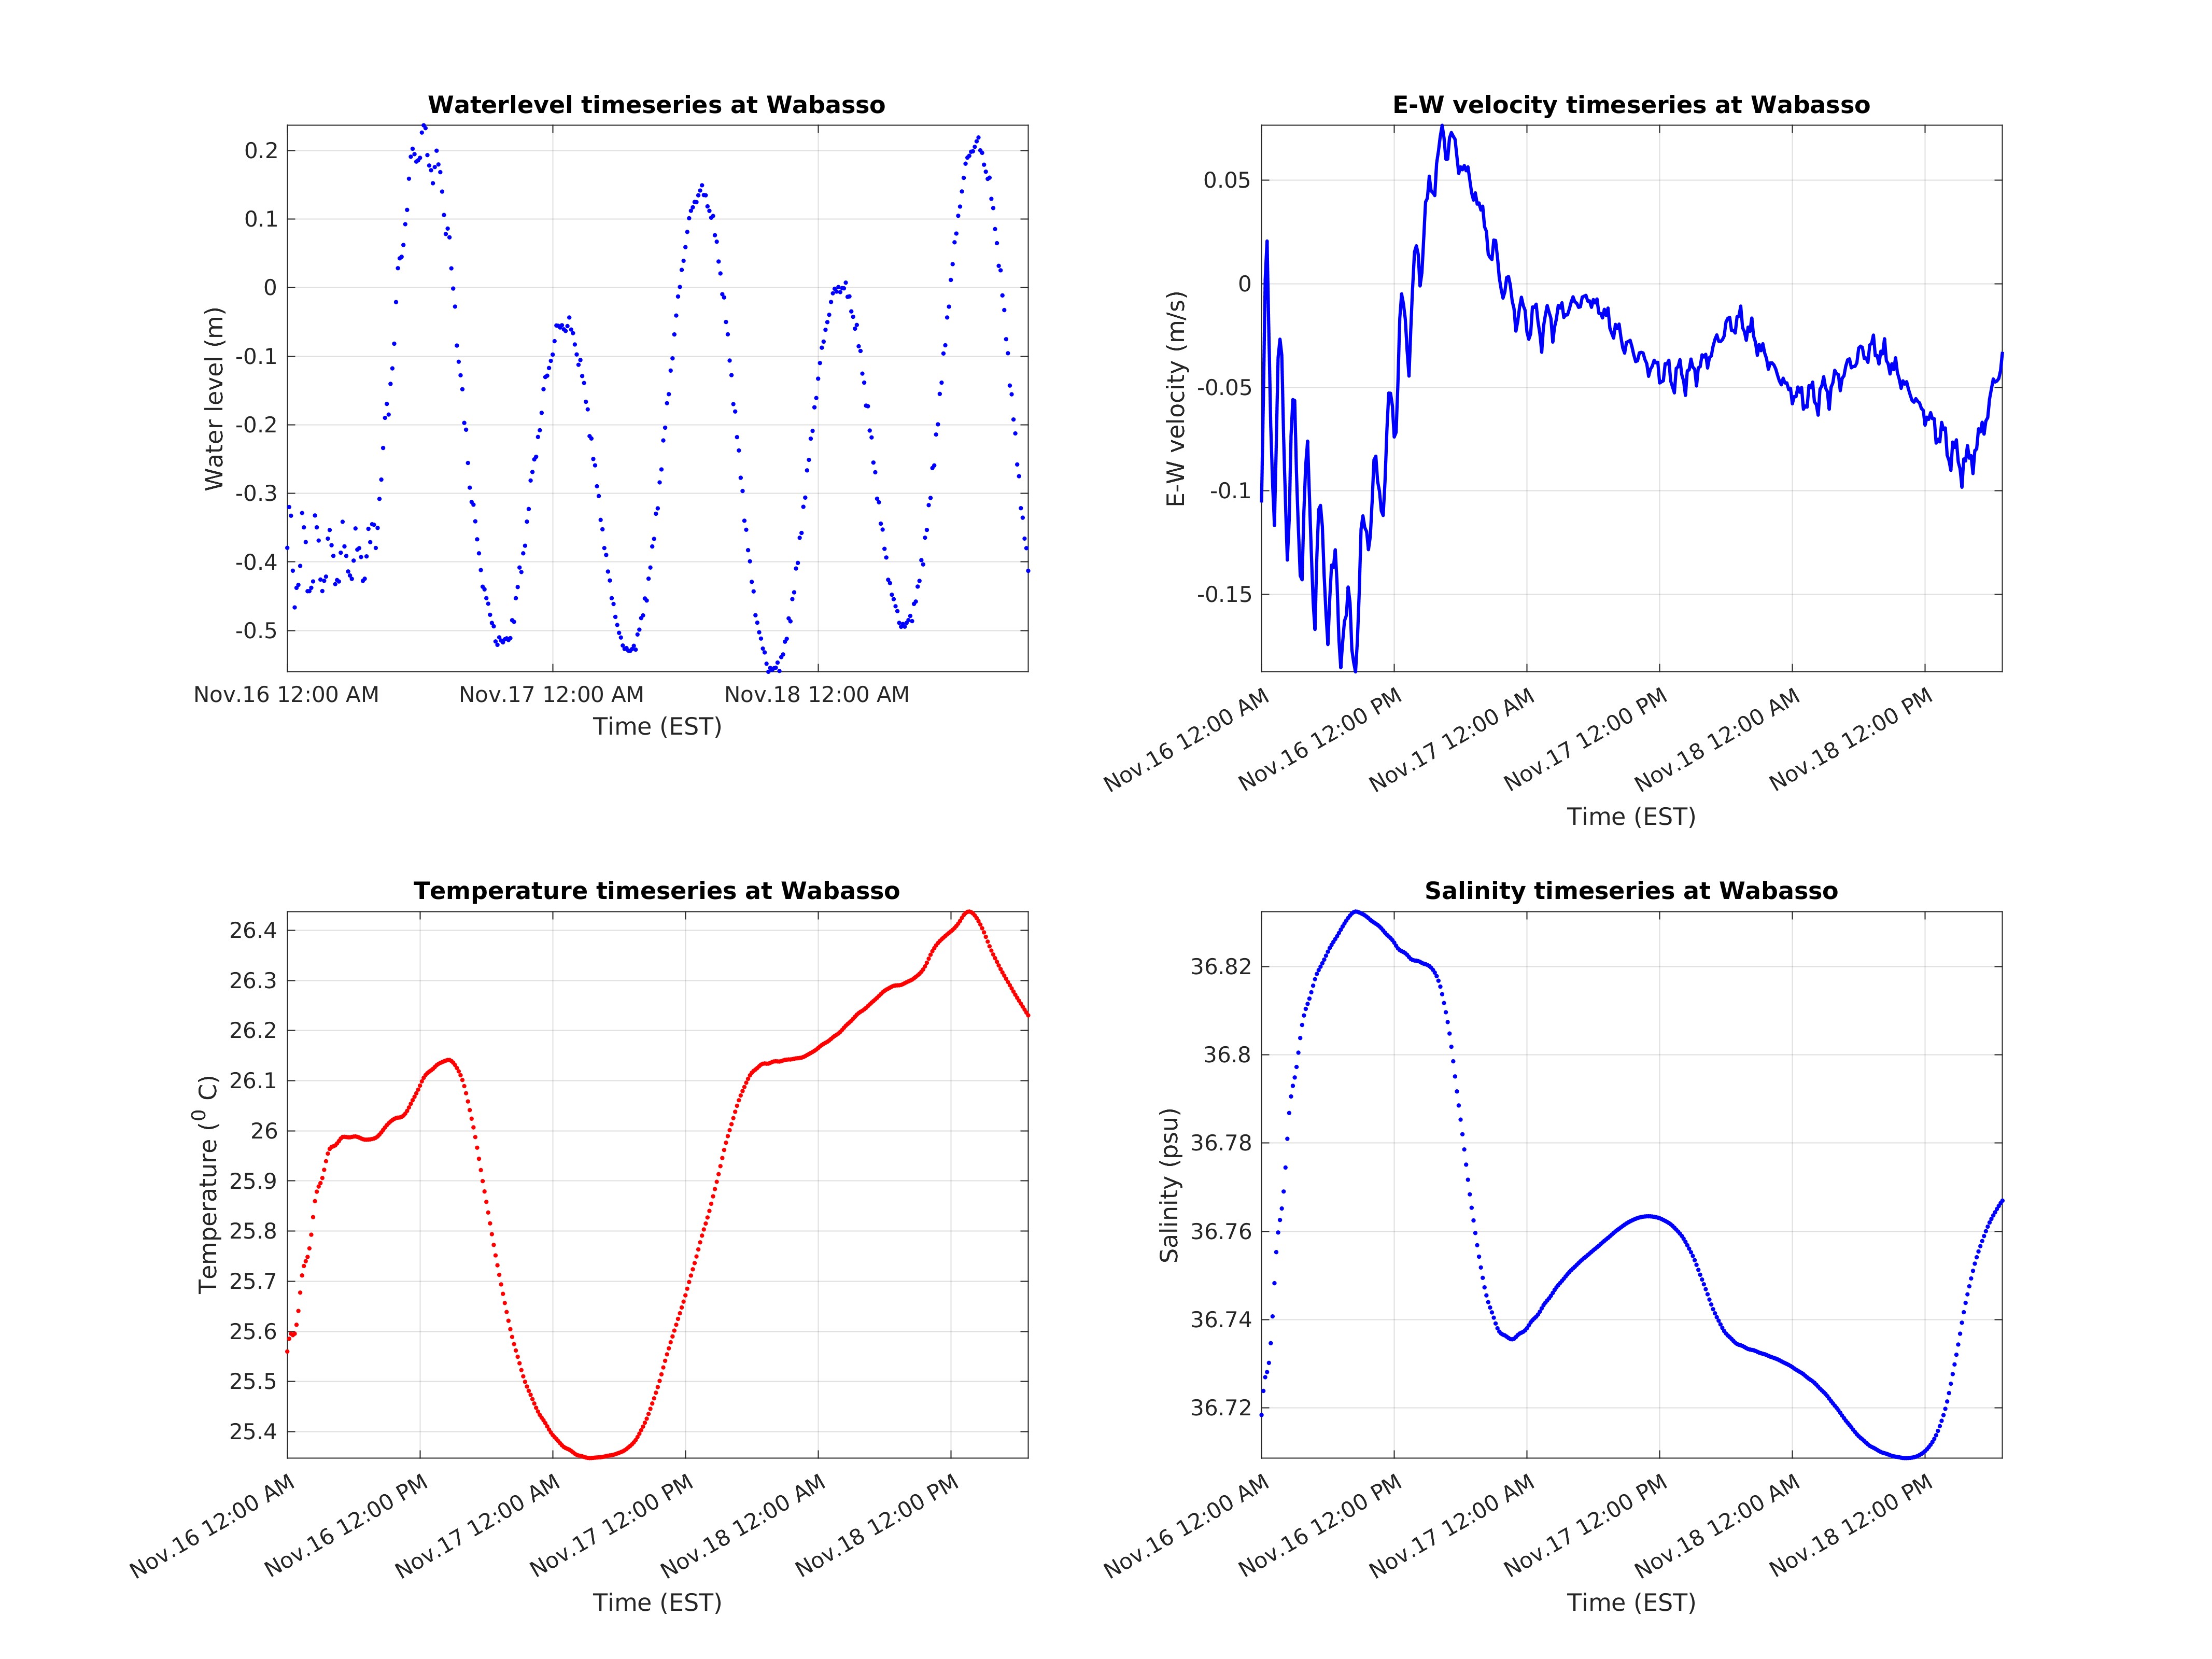 Waterlevel timeseries at Wabasso
0.2
0.1
0
-0.1
-0.2
-0.3
-0.4
-0.5
Water level (m)
Nov.16 12:00 AM
Nov.17 12:00 AM
Nov.18 12:00 AM
Time (EST)
E-W velocity timeseries at Wabasso
0.05
0
-0.05
-0.1
-0.15
E-W velocity (m/s)
Nov.16 12:00 AM
Nov.16 12:00 PM
Nov.17 12:00 AM
Nov.17 12:00 PM
Nov.18 12:00 AM
Nov.18 12:00 PM
Time (EST)
Temperature timeseries at Wabasso
26.4
26.3
26.2
26.1
26
25.9
25.8
25.7
25.6
25.5
25.4
Temperature (⁰ C)
Nov.16 12:00 AM
Nov.16 12:00 PM
Nov.17 12:00 AM
Nov.17 12:00 PM
Nov.18 12:00 AM
Nov.18 12:00 PM
Time (EST)
Salinity timeseries at Wabasso
36.82
36.8
36.78
36.76
36.74
36.72
Salinity (psu)
Nov.16 12:00 AM
Nov.16 12:00 PM
Nov.17 12:00 AM
Nov.17 12:00 PM
Nov.18 12:00 AM
Nov.18 12:00 PM
Time (EST)